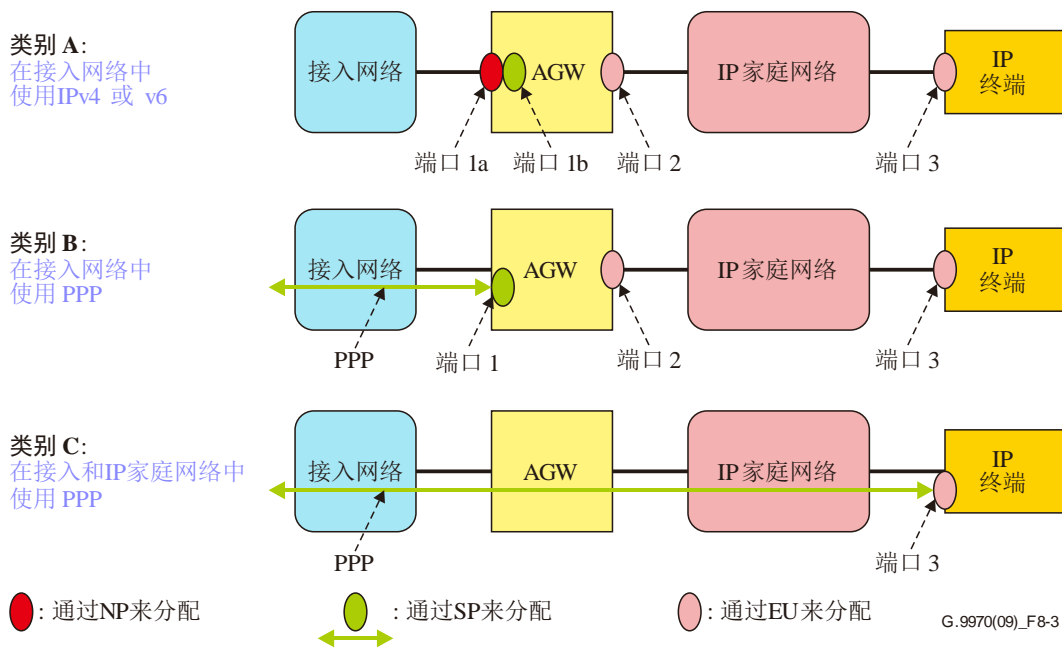 类别 A:
在接入网络中
使用IPv4 或 v6
接入网络
AGW
IP家庭网络
IP
终端
端口 1a
端口 1b
端口 2
端口 3
类别 B:
在接入网络中
使用 PPP
接入网络
AGW
IP家庭网络
IP
终端
PPP
端口 1
端口 2
端口 3
类别 C:
在接入和IP家庭网络中
使用 PPP
接入网络
AGW
IP家庭网络
IP
终端
PPP
端口 3
: 通过NP来分配
: 通过SP来分配
: 通过EU来分配
G.9970(09)_F8-3